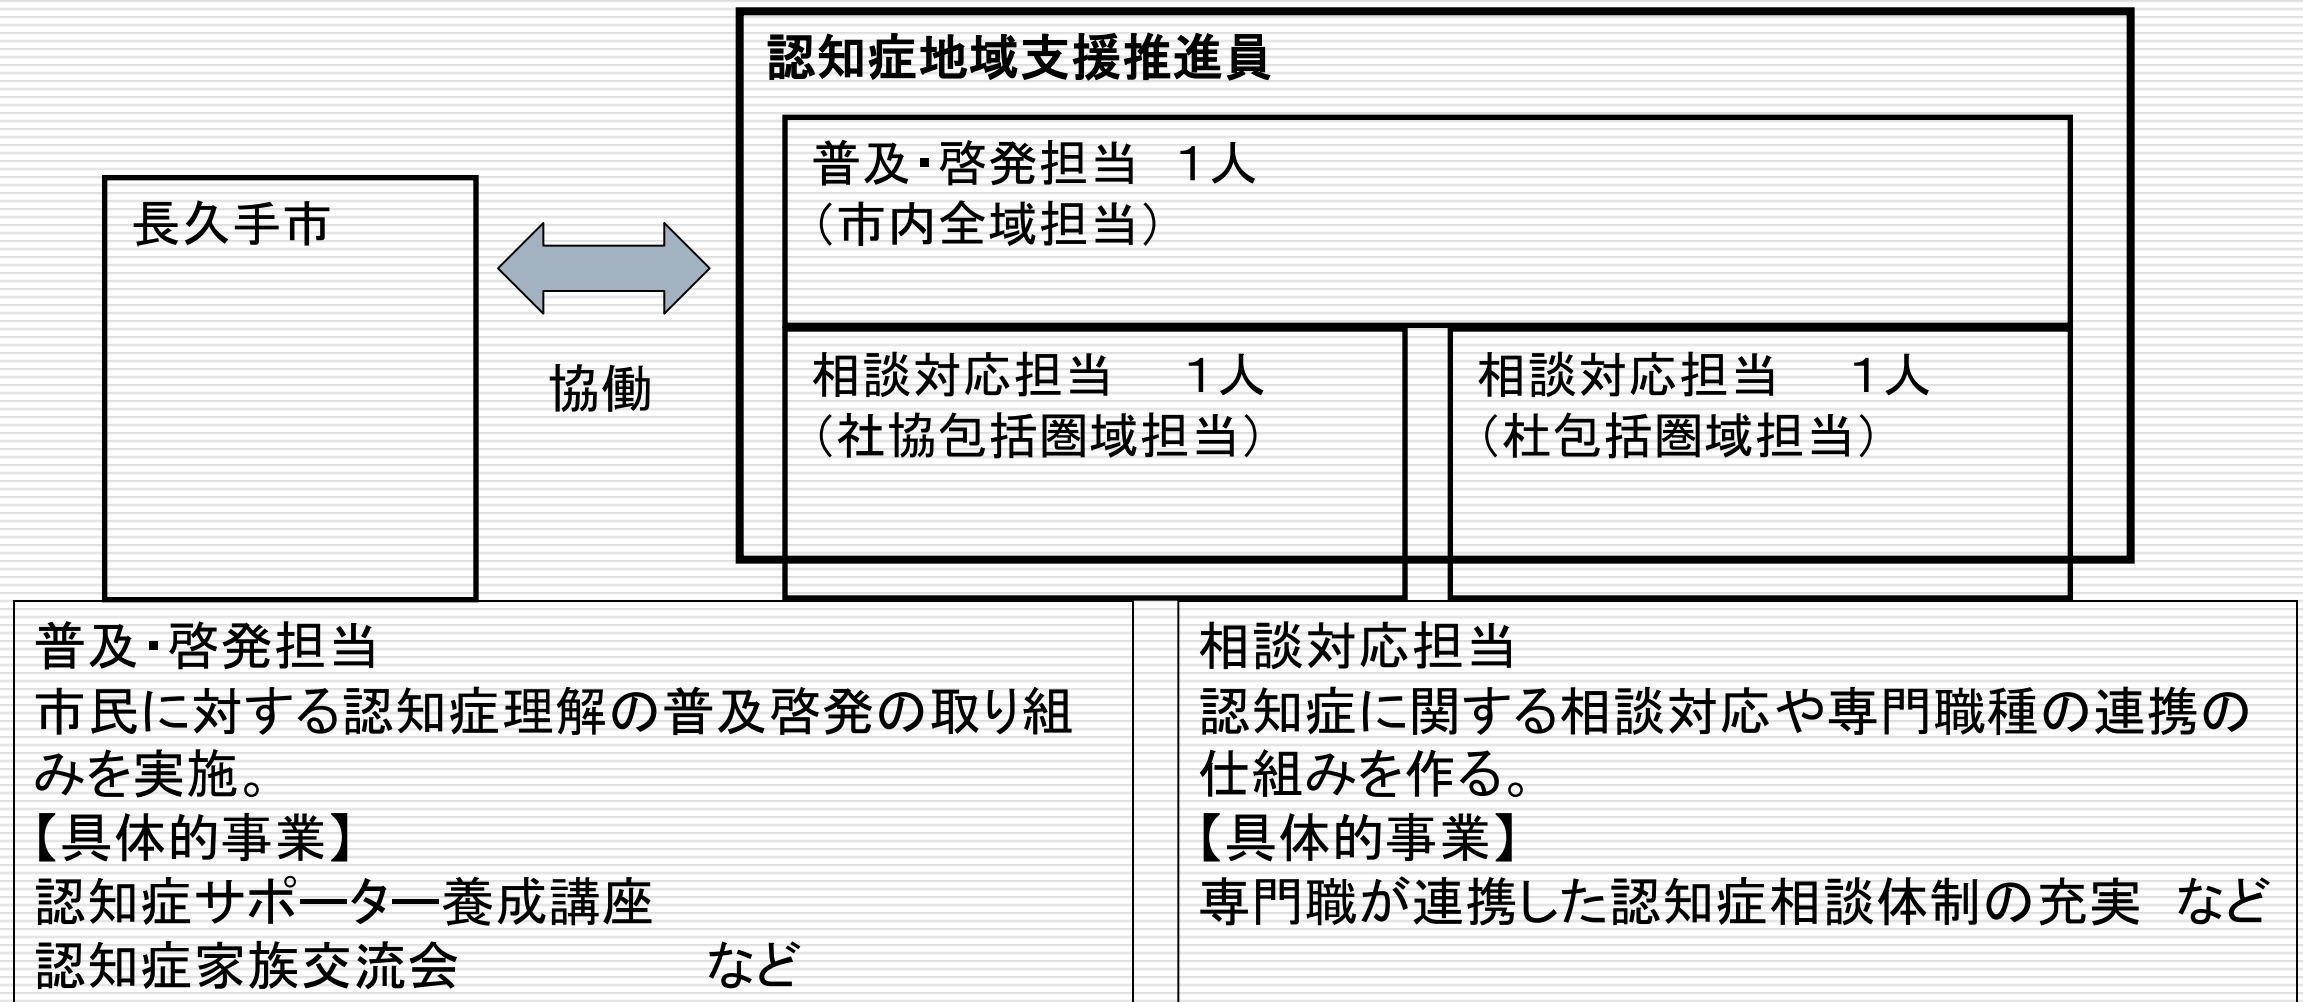 認知症地域支援推進員
普及・啓発担当　１人
（市内全域担当）
長久手市
協働
相談対応担当　　１人
（社協包括圏域担当）
相談対応担当　　１人
（杜包括圏域担当）
普及・啓発担当
市民に対する認知症理解の普及啓発の取り組
みを実施。
【具体的事業】
認知症サポーター養成講座
認知症家族交流会　　　　　など
相談対応担当
認知症に関する相談対応や専門職種の連携の
仕組みを作る。
【具体的事業】
専門職が連携した認知症相談体制の充実　など